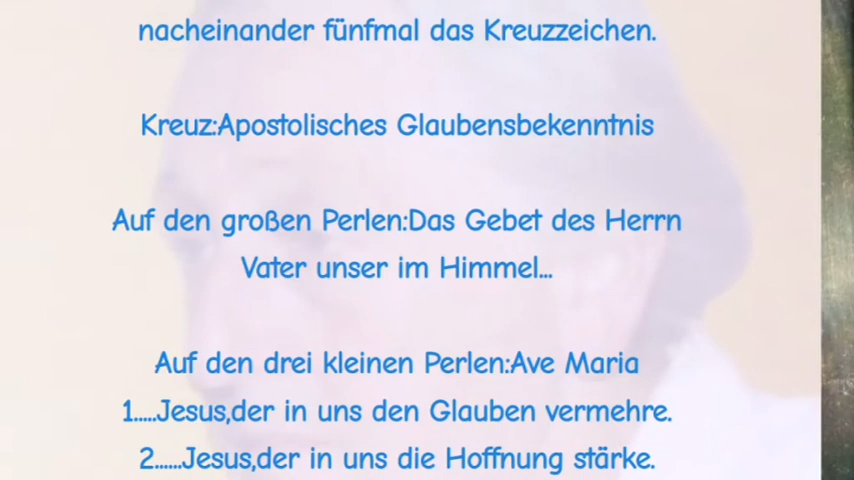 nacheinander fünfmal das Kreuzzeichen.
Kreuz:Apostolisches Glaubensbekenntnis
Auf den großen Perlen:Das Gebet des Herrn
Vater unser im Himmel...
Auf den drei kleinen Perlen:Ave Maria
1.....Jesus,der in uns den Glauben vermehre.
2......Jesus,der in uns die Hoffnung stärke.